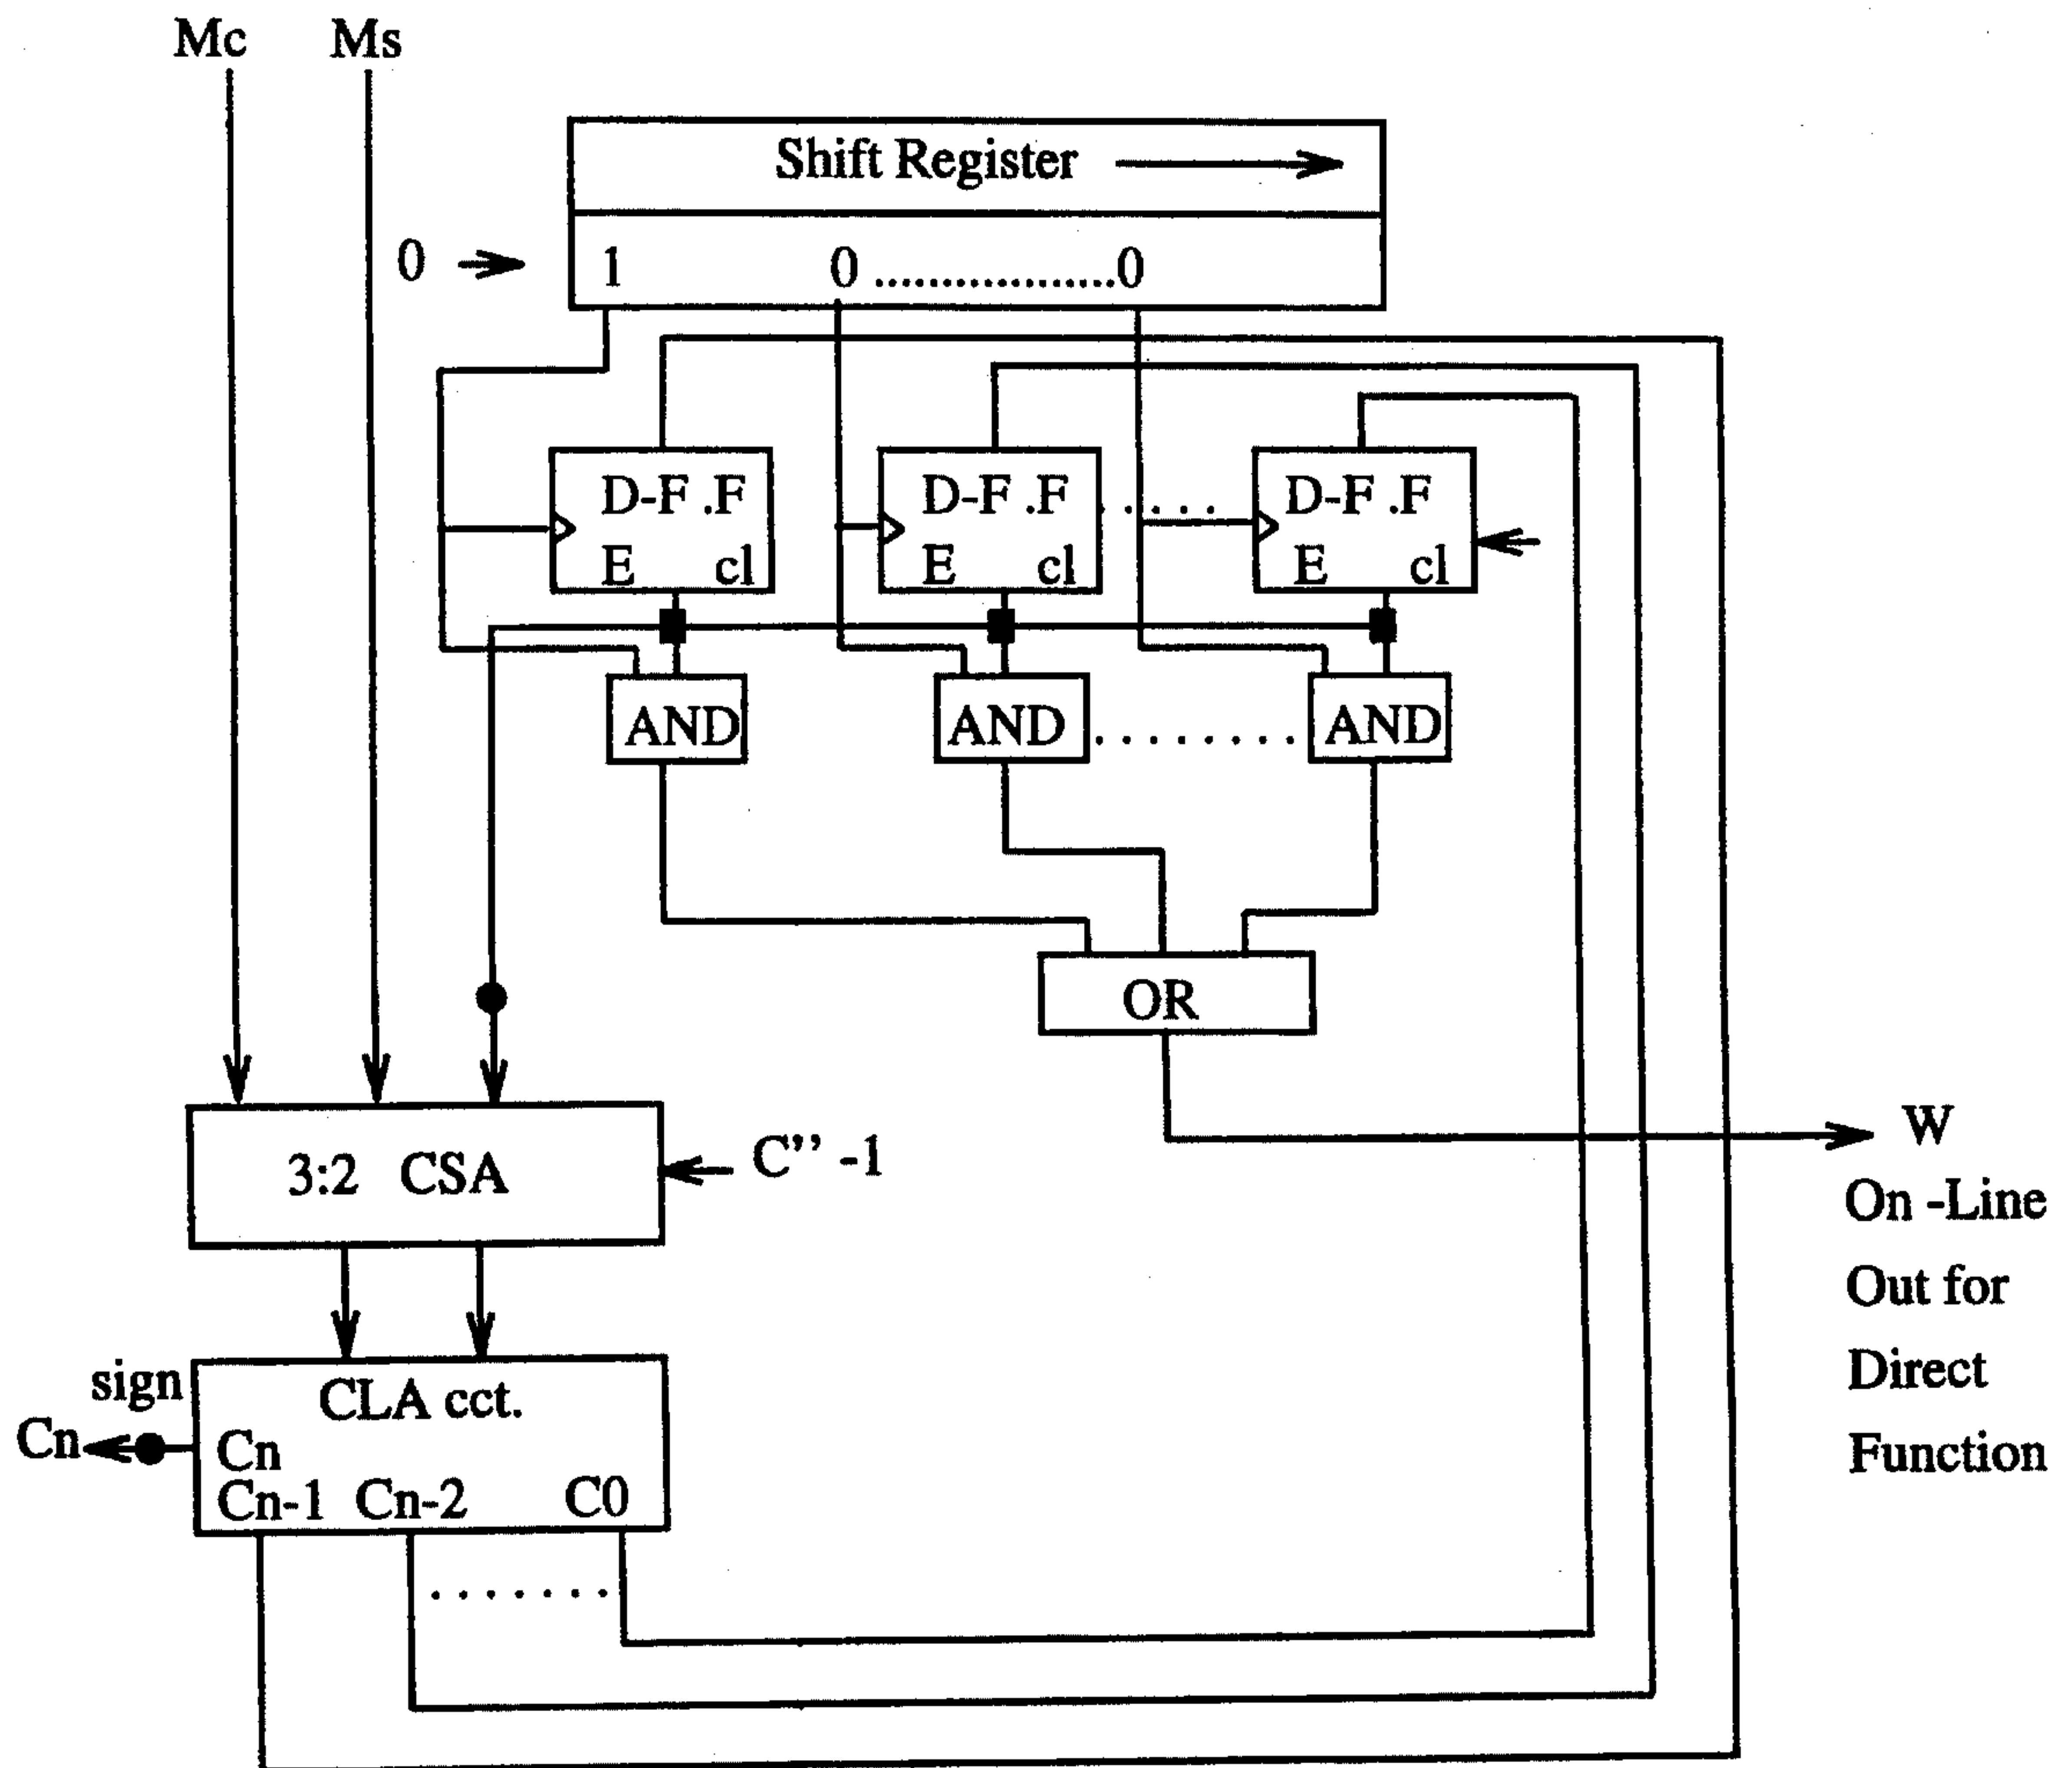 Mc Ms
Shift Register
0 1 0 ..................0
D-F .F D-F .F ..... D-F .F
E cl E cl E cl
AND AND ........ AND
OR
3:2 CSA C'' -1
W
On -Line
Out for
Direct
Function
sign
CLA cct.
Cn Cn
Cn-1 Cn-2 C0
.......